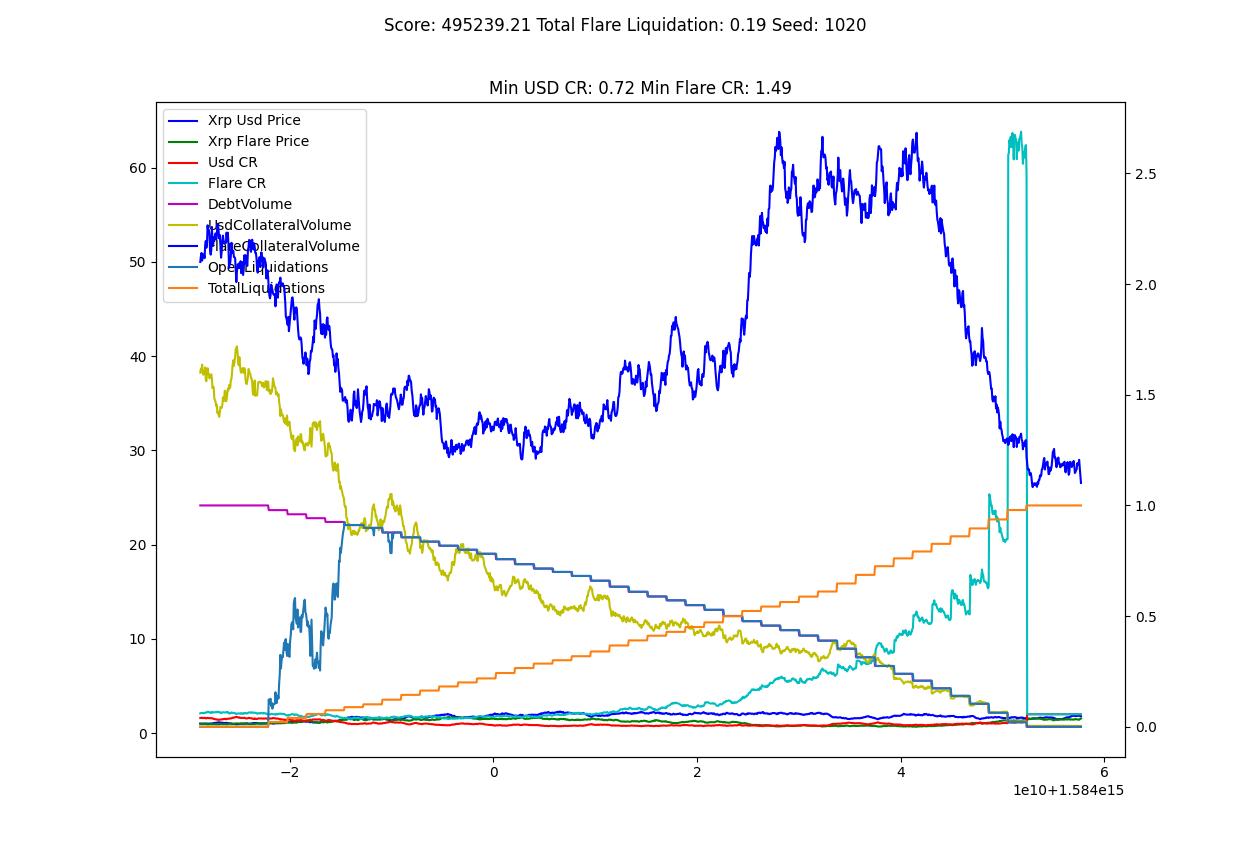 Score: 495239.21 Total Flare Liquidation: 0.19 Seed: 1020
Min USD CR: 0.72 Min Flare CR: 1.49
Xrp Usd Price
Xrp Flare Price
Usd CR
Flare CR
DebtVolume
UsdCollateralVolume
FlareCollateralVolume
OpenLiquidations
TotalLiquidations
60
50
40
30
20
10
0
2.5
2.0
1.5
1.0
0.5
0.0
−2
0
2
4
6
1e10+1.584e15